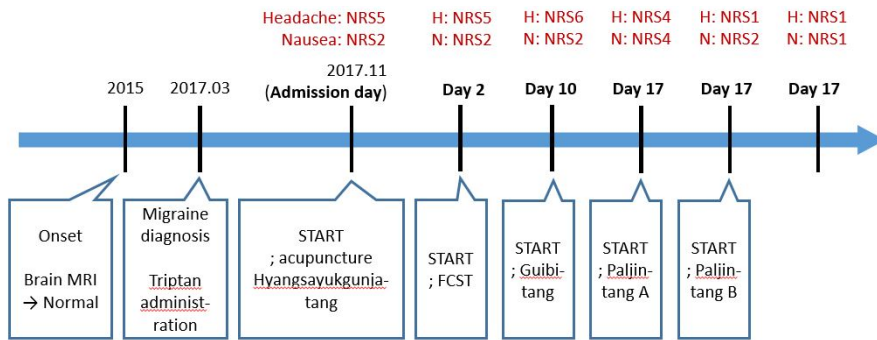 Headache: NRS5
Nausea: NRS2
H: NRS5
N: NRS2
H: NRS6
N: NRS2
H: NRS4
N: NRS4
H: NRS1
N: NRS2
H: NRS1
N: NRS1
2015
2017.03
2017.11
(Admission day)
Day 2
Day 10
Day 17
Day 17
Day 17
Onset
Brain MRI
→ Normal
Migraine
diagnosis
Triptan
administ-
ration
START
; acupuncture
Hyangsayukgunja-
tang
START
; FCST
START
; Guibi-
tang
START
; Paljin-
tang A
START
; Paljin-
tang B